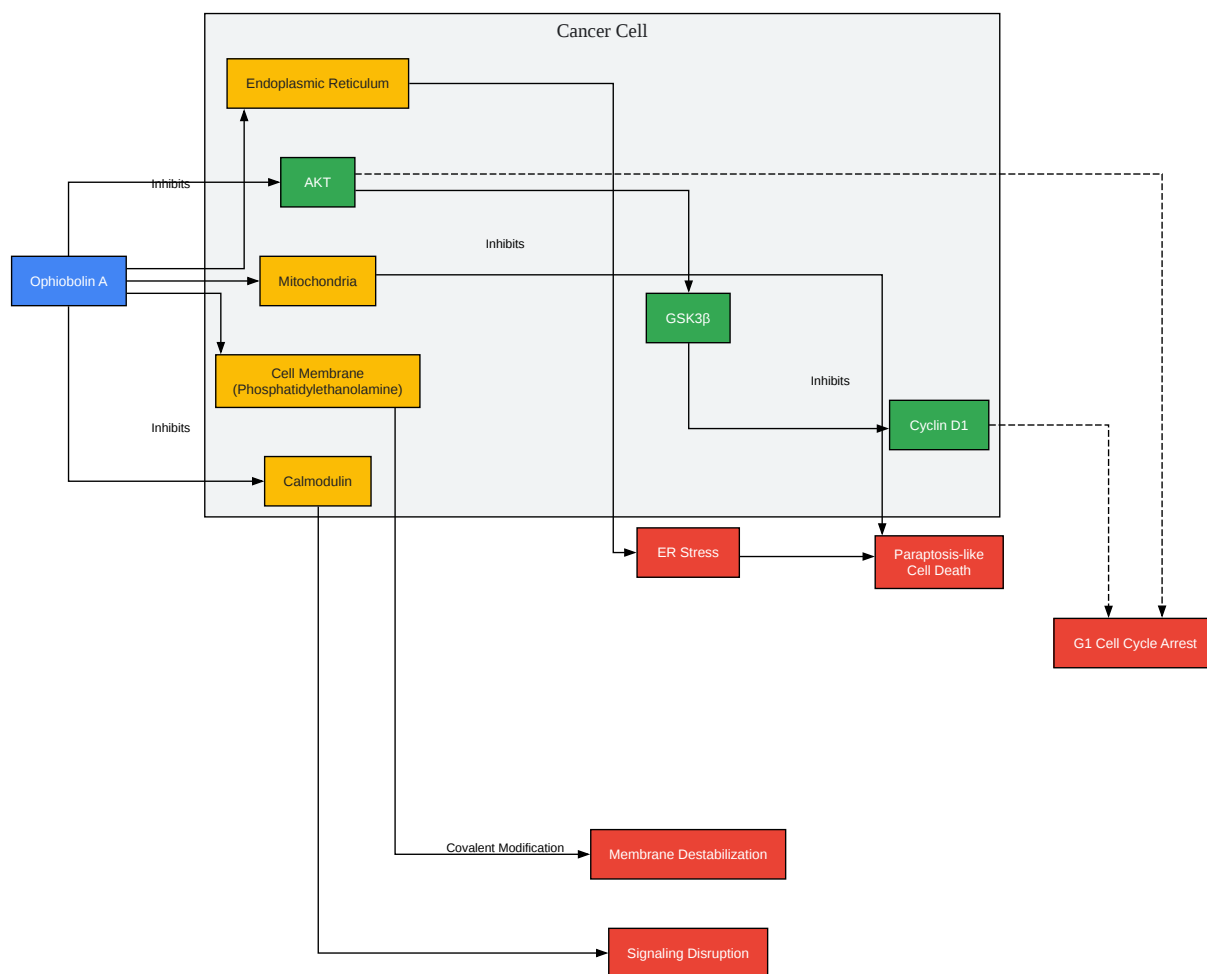 Cancer Cell
Endoplasmic Reticulum
AKT
Inhibits
Inhibits
Ophiobolin A
Mitochondria
GSK3β
Cell Membrane
(Phosphatidylethanolamine)
Inhibits
Inhibits
Cyclin D1
Calmodulin
ER Stress
Paraptosis-like
Cell Death
G1 Cell Cycle Arrest
Covalent Modification
Membrane Destabilization
Signaling Disruption